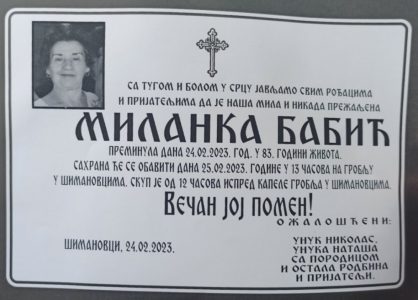 СА ТУГОМ И БОЛОМ У СРЦУ ЈАВЉАМО СВИМ РОЂАЦИМА
И ПРИЈАТЕЉИМА ДА ЈЕ НАША МИЛА И НИКАДА ПРЕЖАЉЕНА
МИЛАНКА БАБИЋ
ПРЕМИНУЛА ДАНА 24.02.2023. ГОД. У 83. ГОДИНИ ЖИВОТА.
САХРАНА ЋЕ СЕ ОБАВИТИ ДАНА 25.02.2023. ГОДИНЕ У 13 ЧАСОВА НА ГРОБЉУ
У ШИМАНОВЦИМА. СКУП ЈЕ ОД 12 ЧАСОВА ИСПРЕД КАПЕЛЕ ГРОБЉА У ШИМАНОВЦИМА.
ВЕЧАН ЈОЈ ПОМЕН!
ОЖАЛОШЋЕНИ:
УНУК НИКОЛАС,
УНУКА НАТАША
СА ПОРОДИЦОМ
И ОСТАЛА РОДБИНА
И ПРИЈАТЕЉИ.
ШИМАНОВЦИ, 24.02.2023.